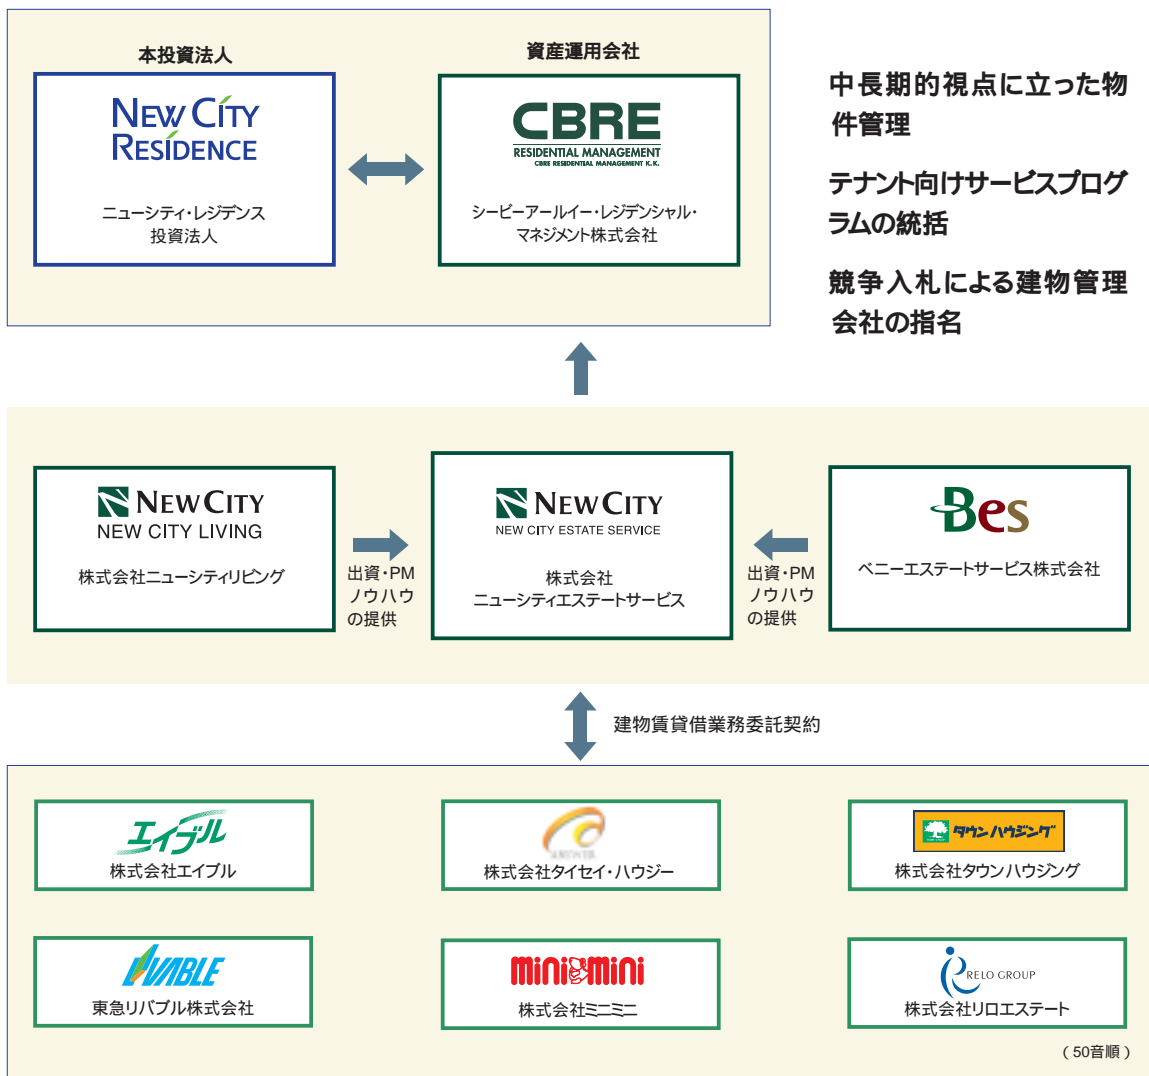 本投資法人
NEW CITY
RESIDENCE
ニューシティ・レジデンス
投資法人
資産運用会社
CBRE
RESIDENTIAL MANAGEMENT
CBRE RESIDENTIAL MANAGEMENT K.K.
シービーアールイー・レジデンシャル・
マネジメント株式会社
中長期的視点に立った物
件管理
テナント向けサービスプログ
ラムの統括
競争入札による建物管理
会社の指名
NEW CITY
NEW CITY LIVING
株式会社ニューシティリビング
出資・PM
ノウハウ
の提供
NEW CITY
NEW CITY ESTATE SERVICE
株式会社
ニューシティエステートサービス
出資・PM
ノウハウ
の提供
Bes
ベニーエステートサービス株式会社
建物賃貸借業務委託契約
エイブル
株式会社エイブル
ANSWER
株式会社タイセイ・ハウジー
タウンハウジング
株式会社タウンハウジング
LIVABLE
東急リバブル株式会社
mini mini
株式会社ミニミニ
RELO GROUP
株式会社リロエステート
(50音順)